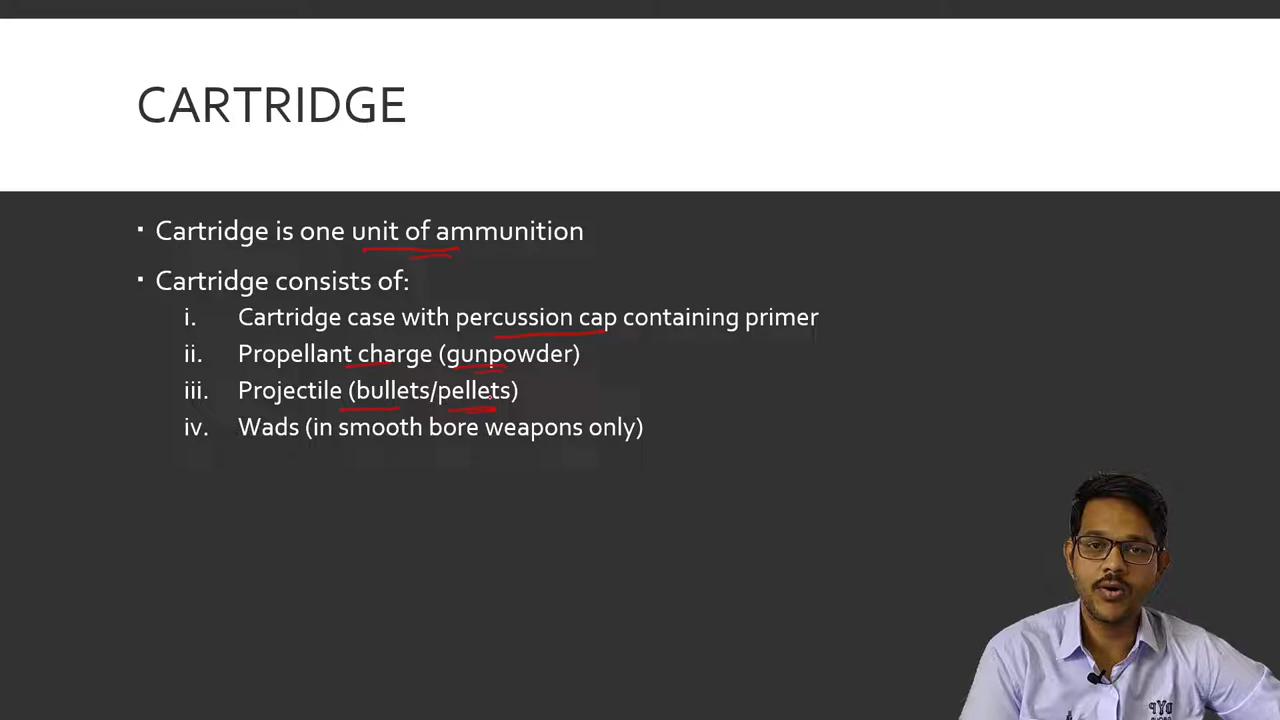 CARTRIDGE
▪ Cartridge is one unit of ammunition
▪ Cartridge consists of:
i. Cartridge case with percussion cap containing primer
ii. Propellant charge (gunpowder)
iii. Projectile (bullets/pellets)
iv. Wads (in smooth bore weapons only)